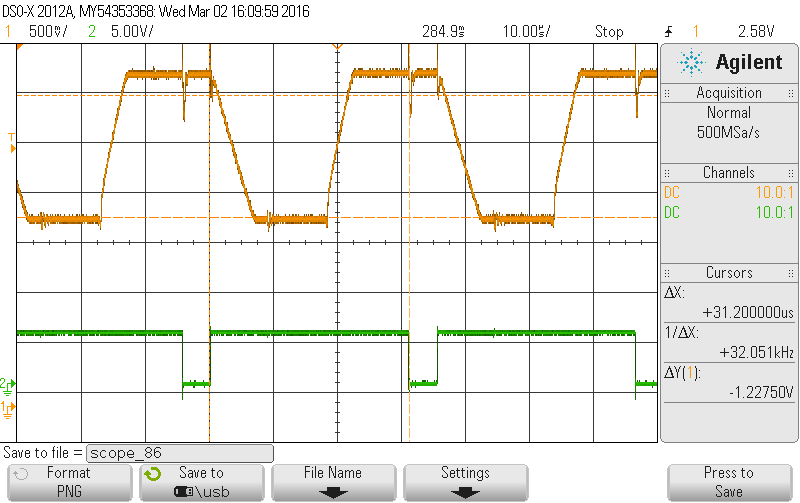 DSO-X 2012A, MY54353368: Wed Mar 02 16:09:59 2016
1 500mV/ 2 5.00V/ 284.9ns 10.00us/ Stop 1 2.58V
Agilent
Acquisition
Normal
500MSa/s
Channels
DC 10.0:1
DC 10.0:1
Cursors
ΔX:
+31.200000us
1/ΔX:
+32.051kHz
ΔY(1):
-1.22750V
T
2
1
Save to file = scope_86
Format
PNG
Save to
\usb
File Name
Settings
Press to
Save